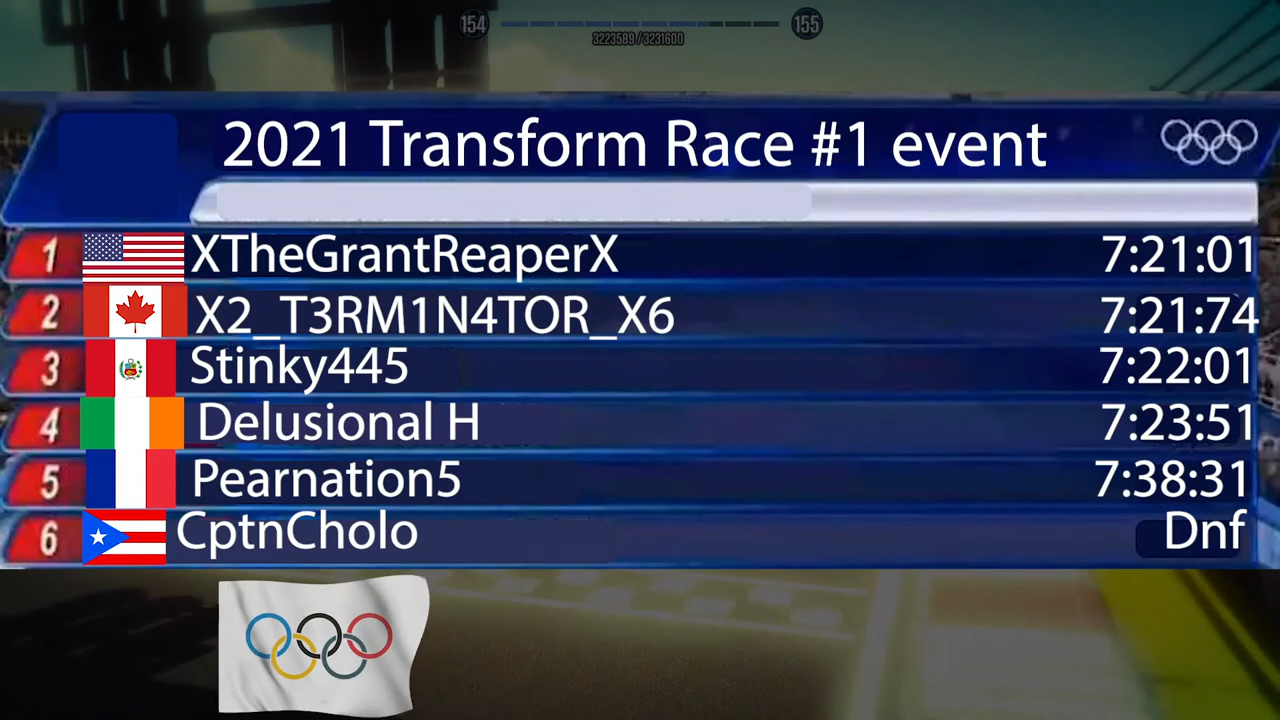 154 155
3223589/3231600
2021 Transform Race #1 event
1 XTheGrantReaperX 7:21:01
2 X2_T3RM1N4TOR_X6 7:21:74
3 Stinky445 7:22:01
4 Delusional H 7:23:51
5 Pearnation5 7:38:31
6 CptnCholo Dnf